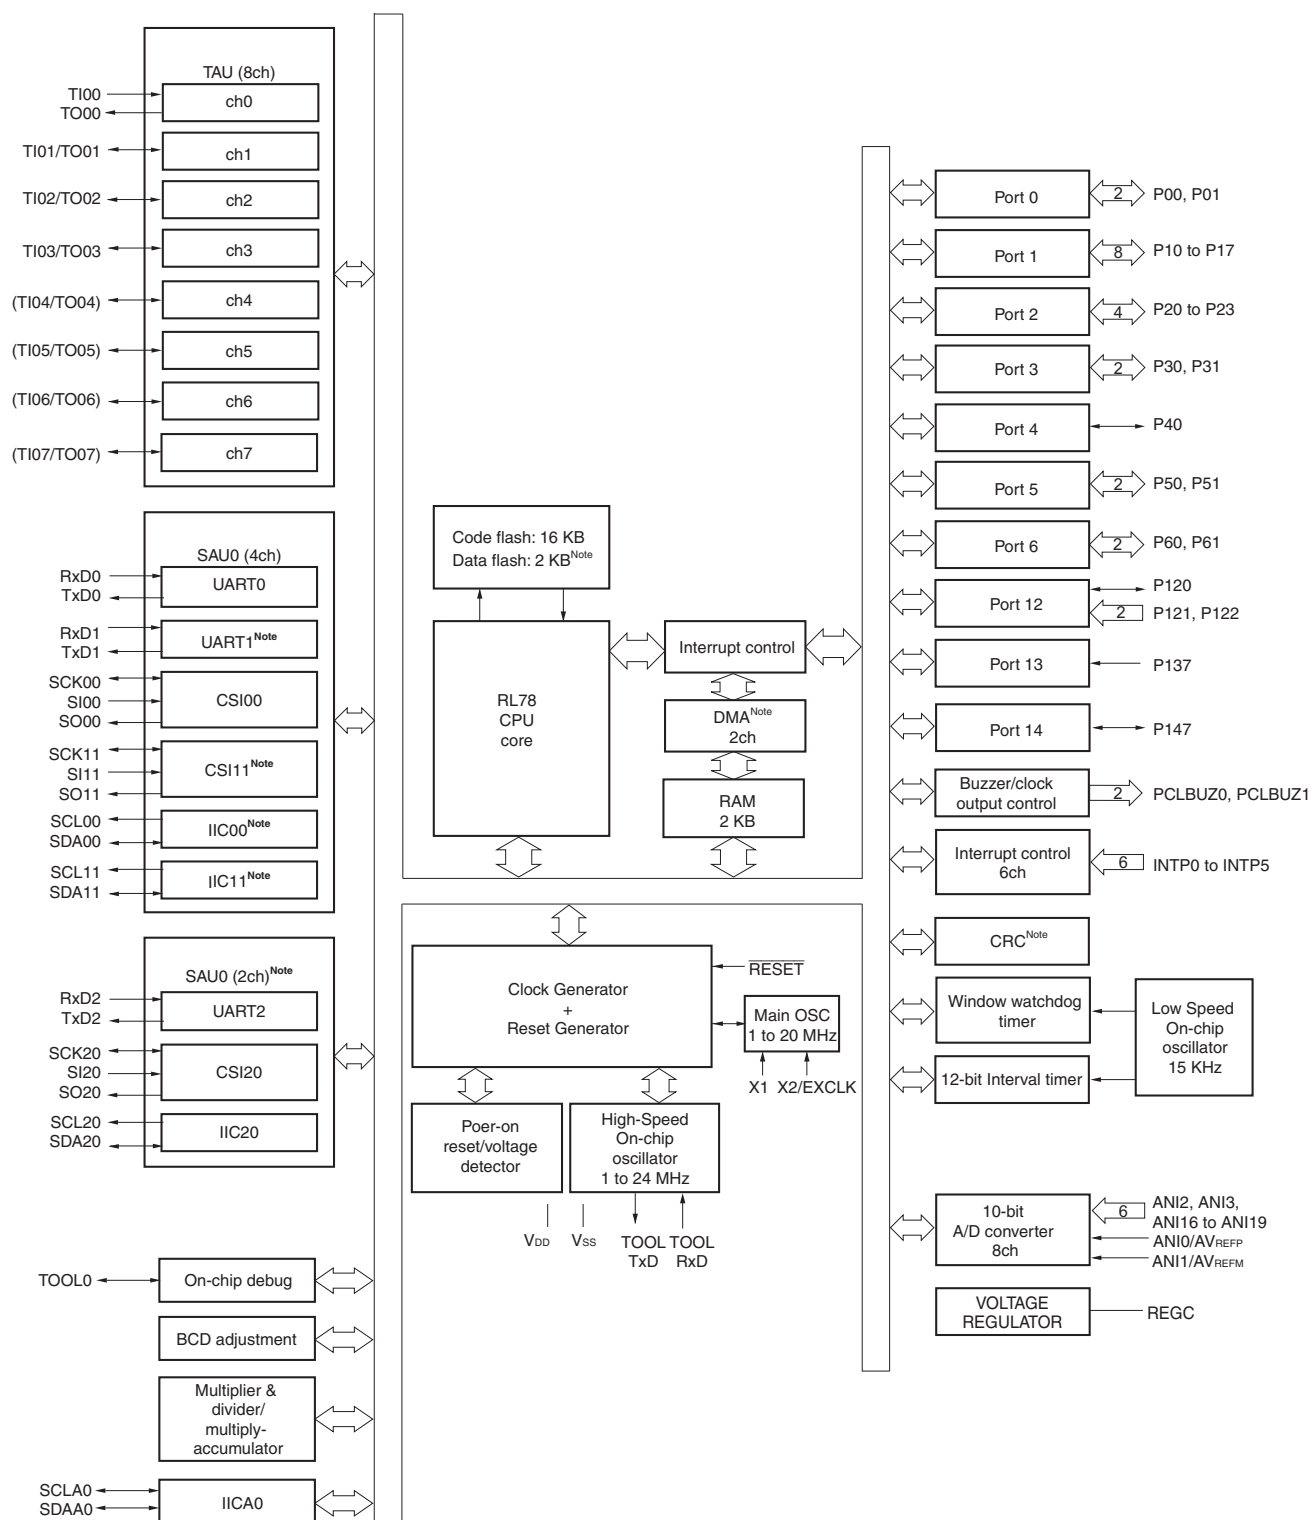 TAU (8ch)
TI00
TO00
ch0
TI01/TO01
ch1
TI02/TO02
ch2
TI03/TO03
ch3
(TI04/TO04)
ch4
(TI05/TO05)
ch5
(TI06/TO06)
ch6
(TI07/TO07)
ch7
SAU0 (4ch)
RxD0
TxD0
UART0
RxD1
TxD1
UART1Note
SCK00
SI00
SO00
CSI00
SCK11
SI11
SO11
CSI11Note
SCL00
SDA00
IIC00Note
SCL11
SDA11
IIC11Note
SAU0 (2ch)Note
RxD2
TxD2
UART2
SCK20
SI20
SO20
CSI20
SCL20
SDA20
IIC20
TOOL0
On-chip debug
BCD adjustment
Multiplier &
divider/
multiply-
accumulator
SCLA0
SDAA0
IICA0
Code flash: 16 KB
Data flash: 2 KBNote
RL78
CPU
core
Interrupt control
DMANote
2ch
RAM
2 KB
Clock Generator
+
Reset Generator
RESET
Main OSC
1 to 20 MHz
X1
X2/EXCLK
Poer-on
reset/voltage
detector
High-Speed
On-chip
oscillator
1 to 24 MHz
VDD
VSS
TOOL
TxD
TOOL
RxD
Port 0
2
P00, P01
Port 1
8
P10 to P17
Port 2
4
P20 to P23
Port 3
2
P30, P31
Port 4
P40
Port 5
2
P50, P51
Port 6
2
P60, P61
Port 12
P120
2
P121, P122
Port 13
P137
Port 14
P147
Buzzer/clock
output control
2
PCLBUZ0, PCLBUZ1
Interrupt control
6ch
6
INTP0 to INTP5
CRCNote
Window watchdog
timer
12-bit Interval timer
Low Speed
On-chip
oscillator
15 KHz
10-bit
A/D converter
8ch
6
ANI2, ANI3,
ANI16 to ANI19
ANI0/AVREFP
ANI1/AVREFM
VOLTAGE
REGULATOR
REGC